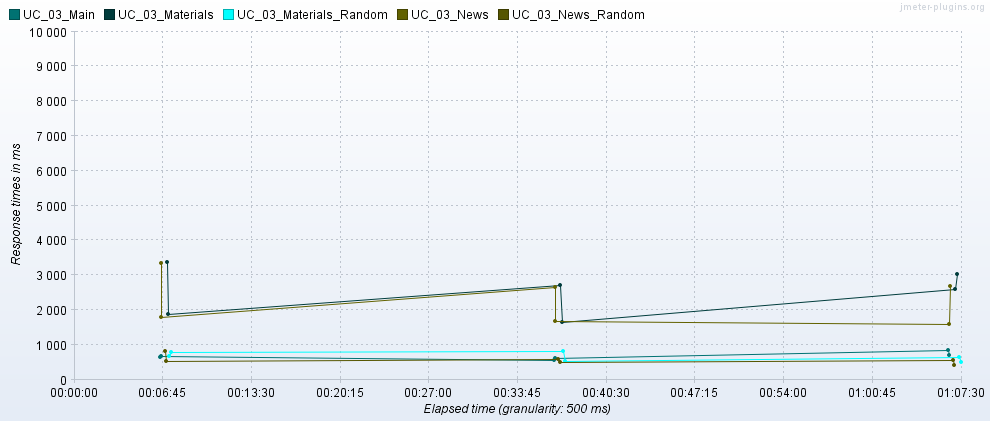 UC_03_Main UC_03_Materials UC_03_Materials_Random UC_03_News UC_03_News_Random
jmeter-plugins.org
10 000
9 000
8 000
7 000
6 000
5 000
4 000
3 000
2 000
1 000
0
Response times in ms
00:00:00 00:06:45 00:13:30 00:20:15 00:27:00 00:33:45 00:40:30 00:47:15 00:54:00 01:00:45 01:07:30
Elapsed time (granularity: 500 ms)